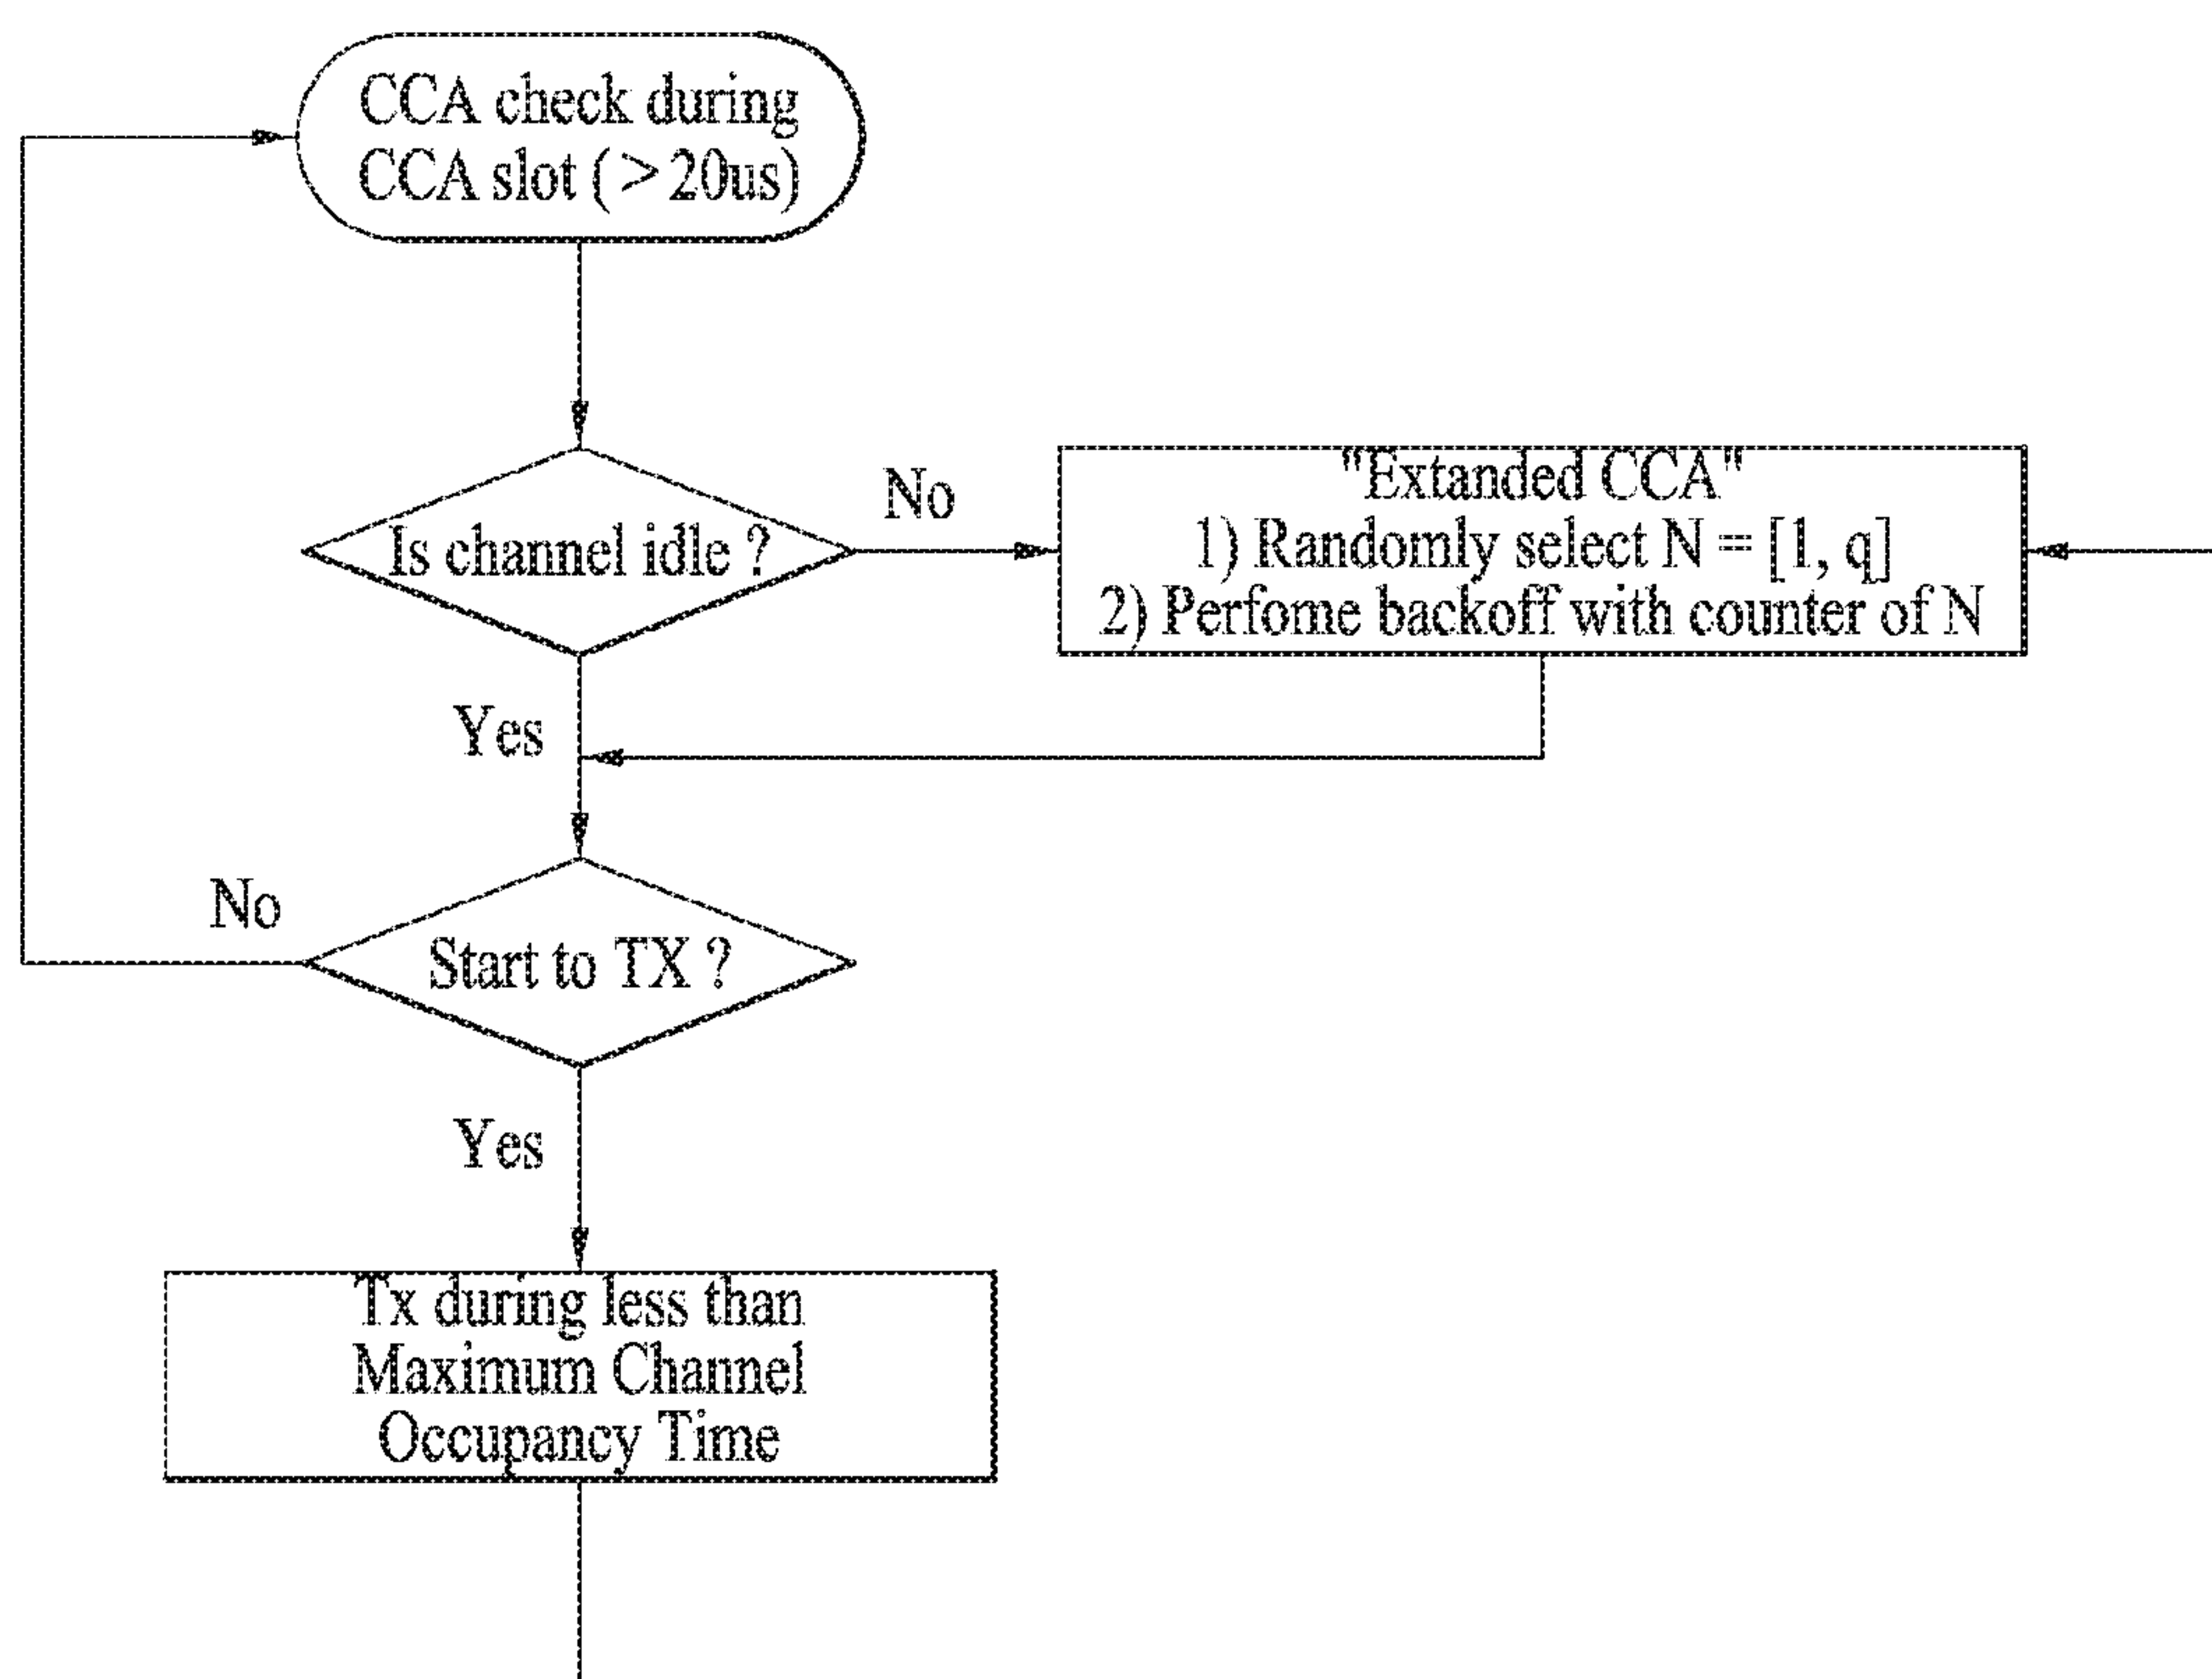 CCA check during
CCA slot ( > 20us)
Is channel idle ?
No
"Extanded CCA"
1) Randomly select N = [1, q]
2) Perfome backoff with counter of N
Yes
No
Start to TX ?
Yes
Tx during less than
Maximum Channel
Occupancy Time